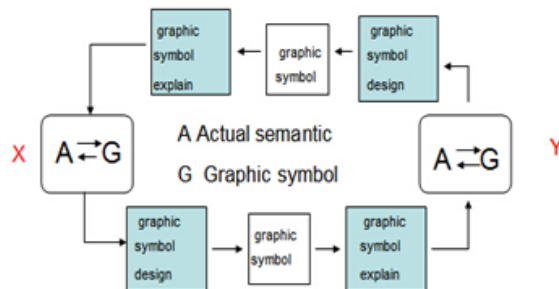 graphic
symbol
explain
graphic
symbol
graphic
symbol
design
X
A⇄G
A Actual semantic
G Graphic symbol
A⇄G
Y
graphic
symbol
design
graphic
symbol
graphic
symbol
explain